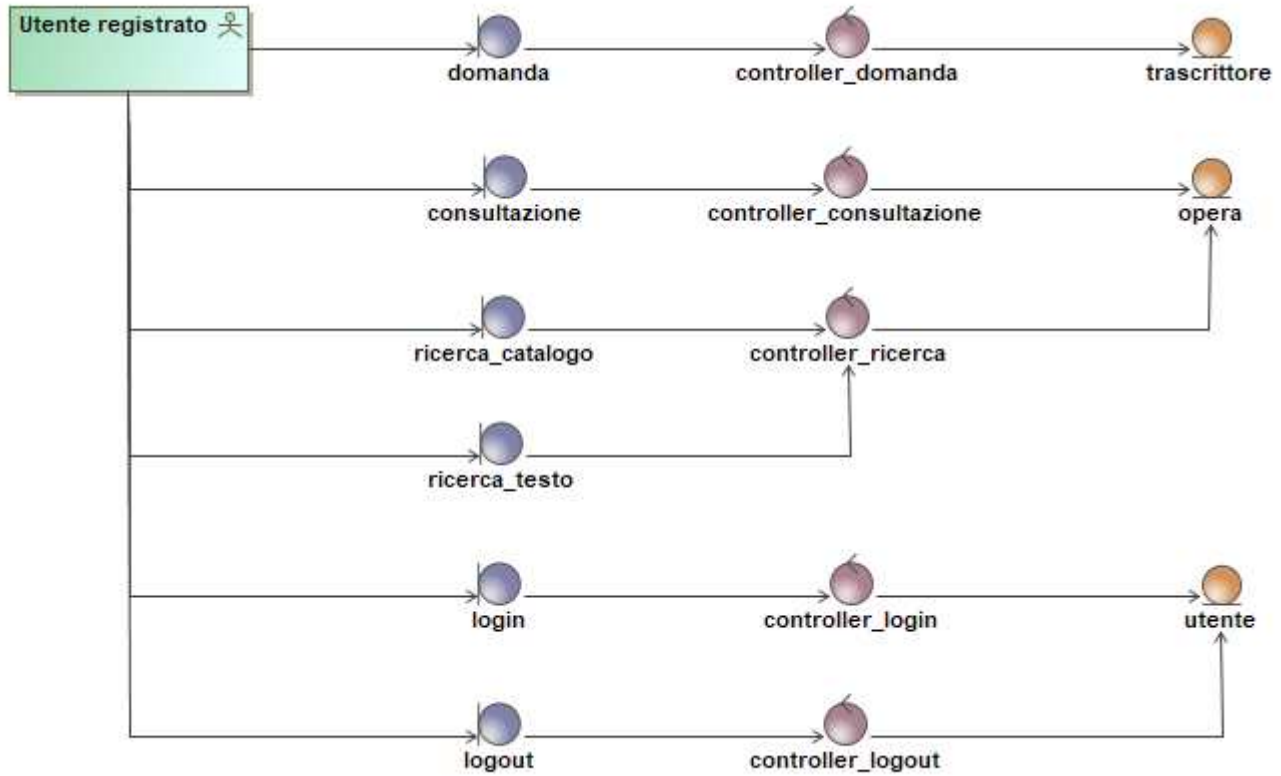 Utente registrato
domanda
controller_domanda
trascrittore
consultazione
controller_consultazione
opera
ricerca_catalogo
controller_ricerca
ricerca_testo
login
controller_login
utente
logout
controller_logout